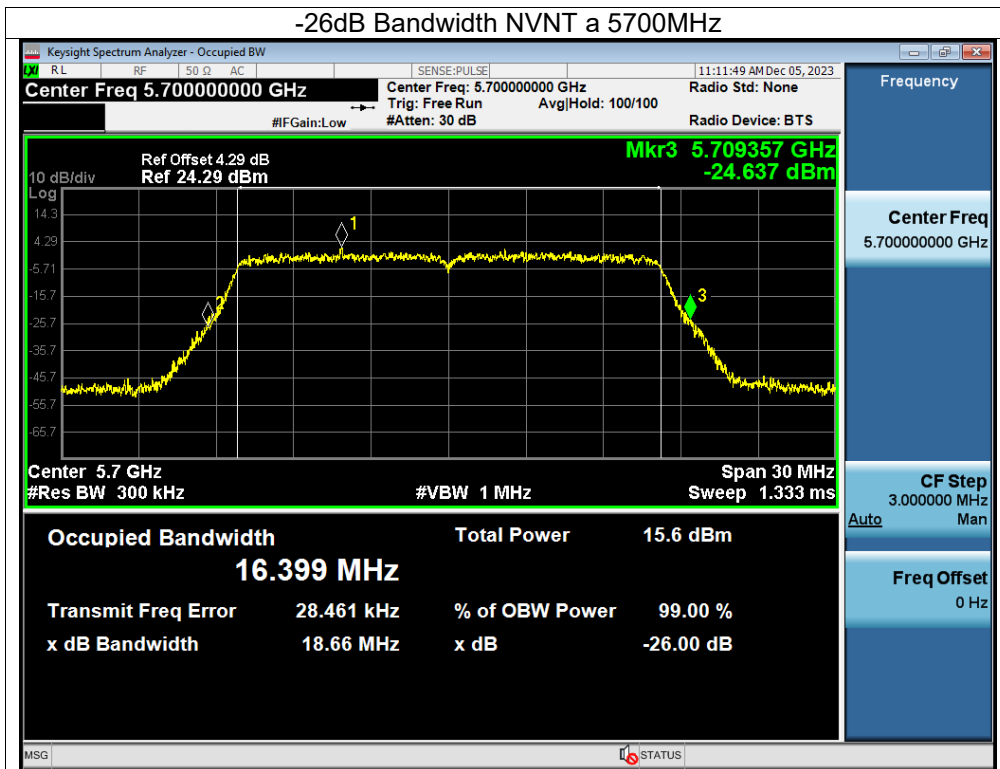 -26dB Bandwidth NVNT a 5700MHz
Keysight Spectrum Analyzer - Occupied BW
LXI RL RF 50 Ω AC SENSE:PULSE 11:11:49 AM Dec 05, 2023
Center Freq 5.700000000 GHz Center Freq: 5.700000000 GHz Radio Std: None
Trig: Free Run Avg|Hold: 100/100
#IFGain:Low #Atten: 30 dB Radio Device: BTS
Frequency
Mkr3 5.709357 GHz
-24.637 dBm
Ref Offset 4.29 dB
10 dB/div Ref 24.29 dBm
Log
14.3
4.29
-5.71
-15.7
-25.7
-35.7
-45.7
-55.7
-65.7
1
2
3
Center 5.7 GHz Span 30 MHz
#Res BW 300 kHz #VBW 1 MHz Sweep 1.333 ms
Occupied Bandwidth Total Power 15.6 dBm
16.399 MHz
Transmit Freq Error 28.461 kHz % of OBW Power 99.00 %
x dB Bandwidth 18.66 MHz x dB -26.00 dB
Center Freq
5.700000000 GHz
CF Step
3.000000 MHz
Auto Man
Freq Offset
0 Hz
MSG STATUS